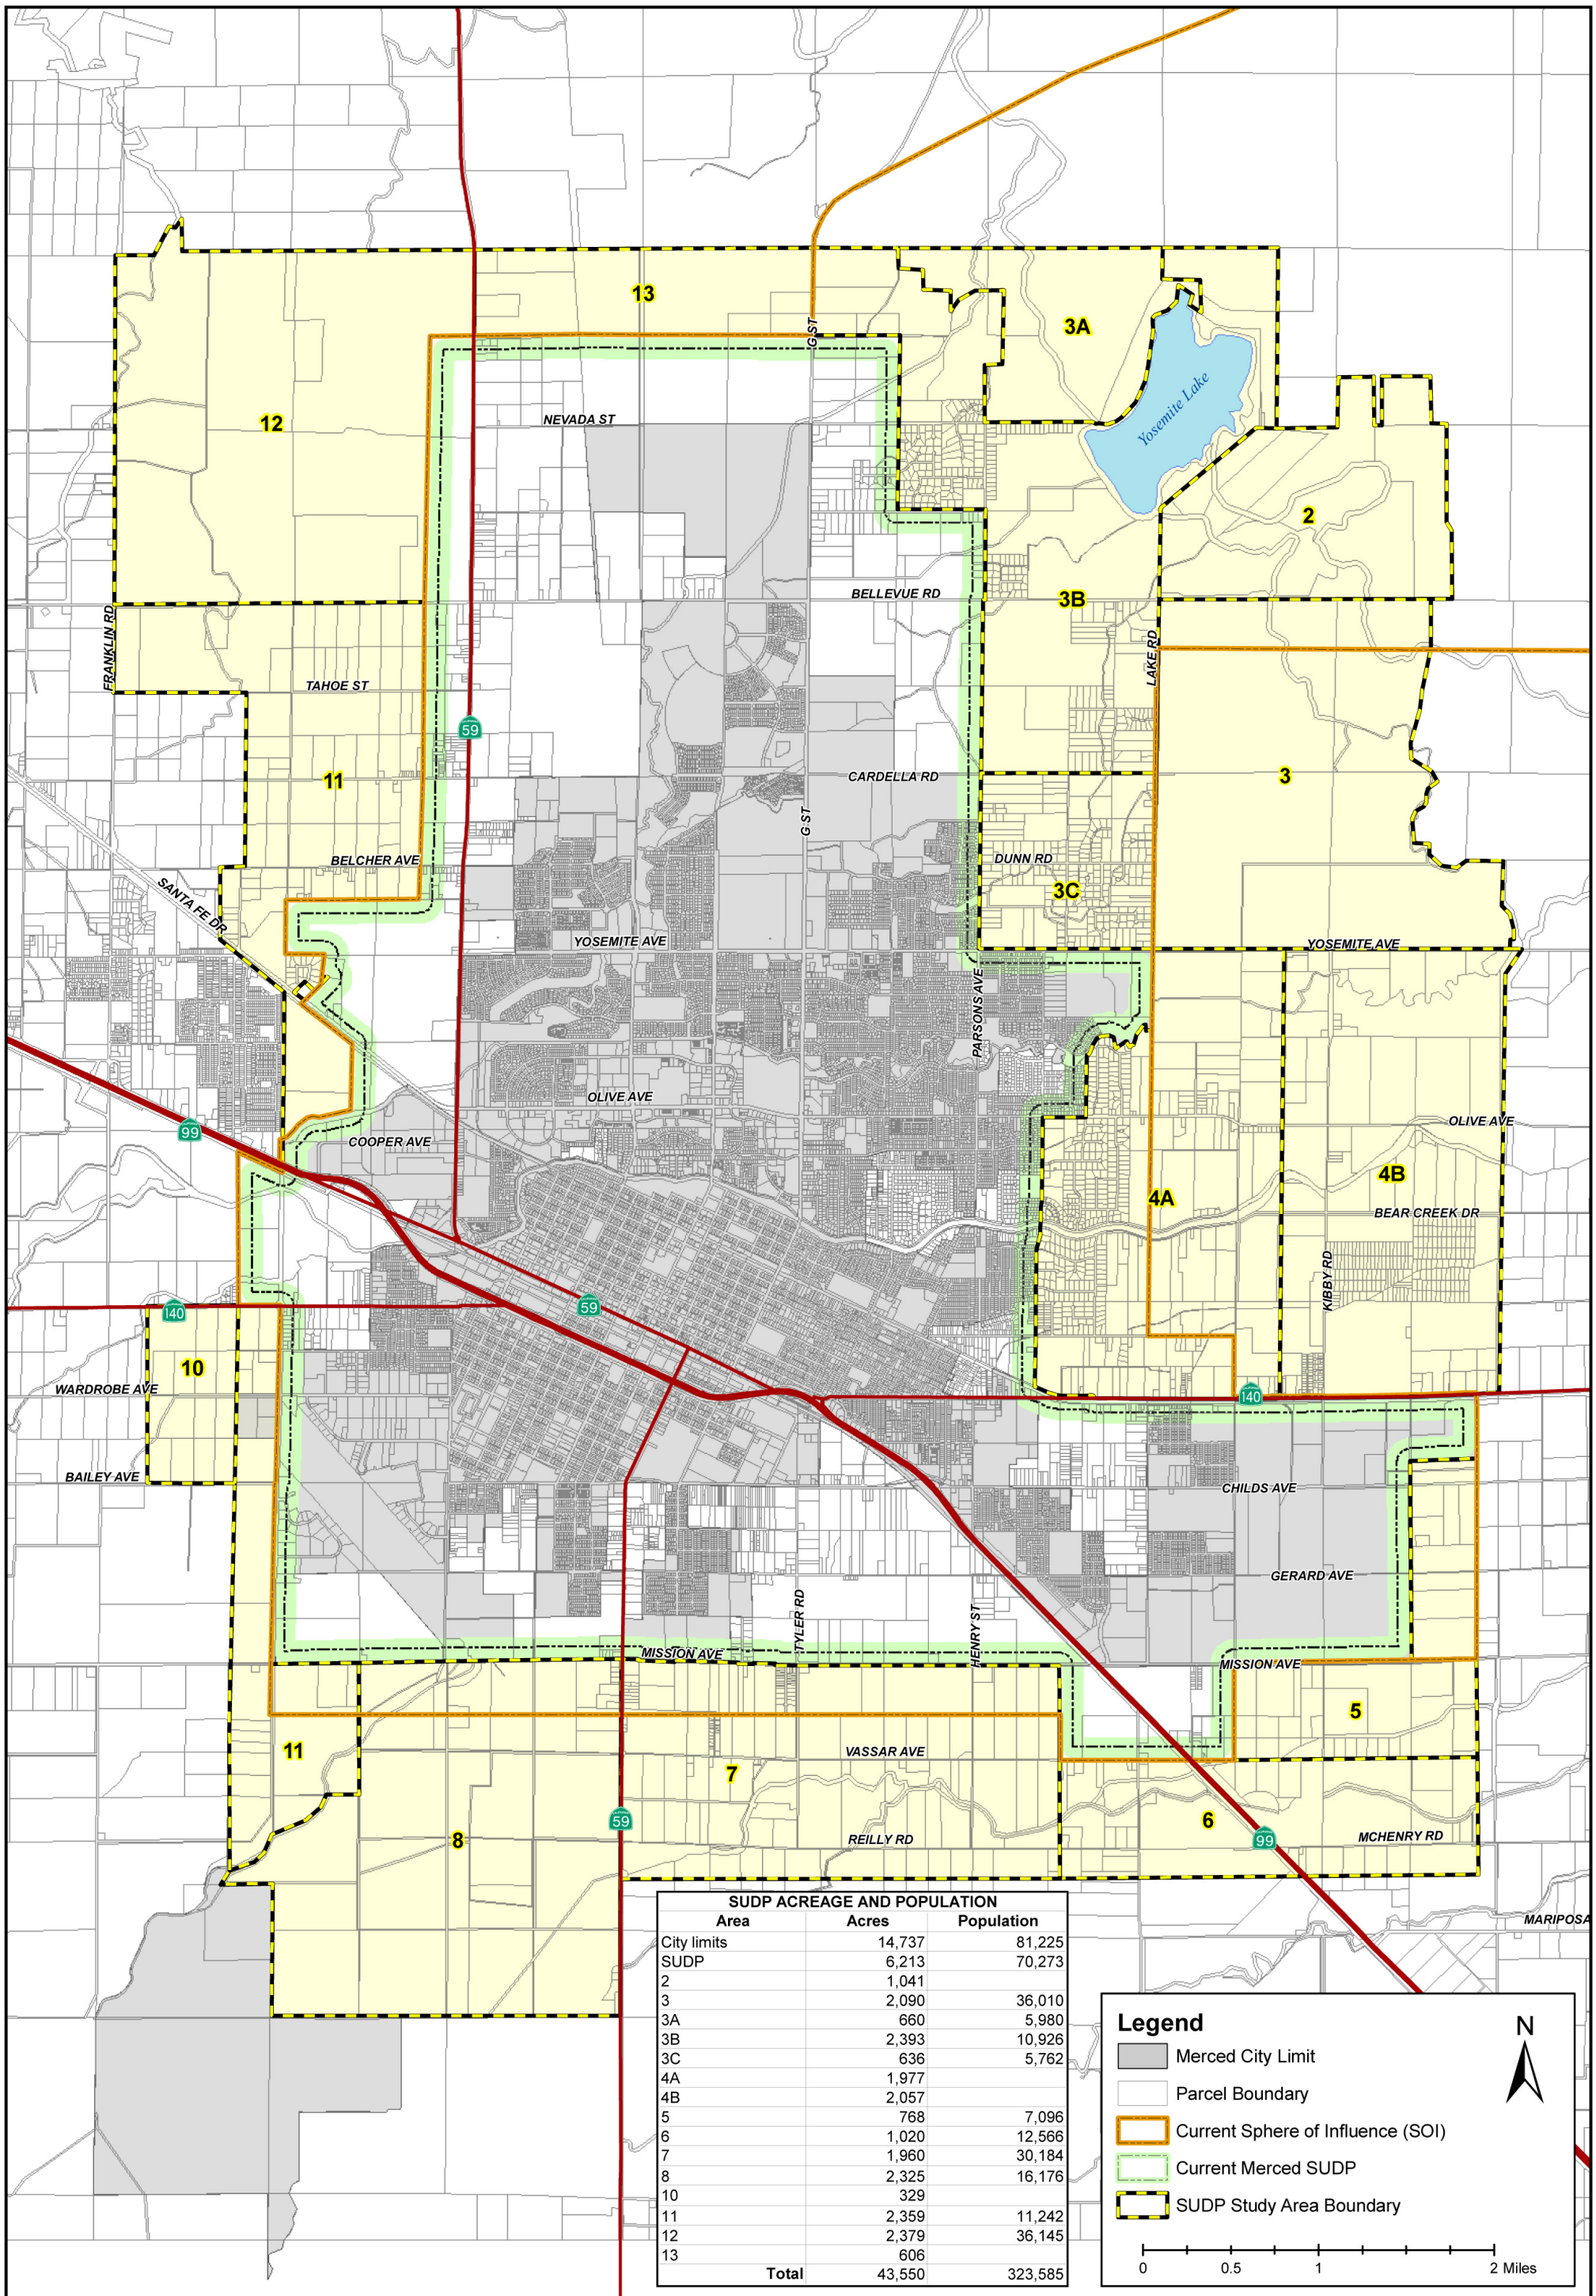 13
G ST
3A
Yosemite Lake
12
NEVADA ST
2
BELLEVUE RD
3B
FRANKLIN RD
LAKE RD
TAHOE ST
59
11
CARDELLA RD
3
G ST
BELCHER AVE
DUNN RD
3C
SANTA FE DR
YOSEMITE AVE
YOSEMITE AVE
PARSONS AVE
OLIVE AVE
OLIVE AVE
99
COOPER AVE
4B
4A
BEAR CREEK DR
KIBBY RD
140
59
10
WARDROBE AVE
140
BAILEY AVE
CHILDS AVE
GERARD AVE
TYLER RD
HENRY ST
MISSION AVE
MISSION AVE
5
11
VASSAR AVE
7
59
6
8
REILLY RD
99
MCHENRY RD
MARIPOSA
SUDP ACREAGE AND POPULATION
Area Acres Population
City limits 14,737 81,225
SUDP 6,213 70,273
2 1,041
3 2,090 36,010
3A 660 5,980
3B 2,393 10,926
3C 636 5,762
4A 1,977
4B 2,057
5 768 7,096
6 1,020 12,566
7 1,960 30,184
8 2,325 16,176
10 329
11 2,359 11,242
12 2,379 36,145
13 606
Total 43,550 323,585
Legend
N
Merced City Limit
Parcel Boundary
Current Sphere of Influence (SOI)
Current Merced SUDP
SUDP Study Area Boundary
0 0.5 1 2 Miles